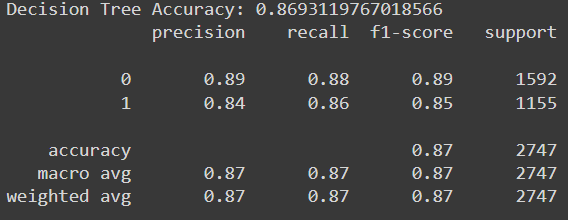 Decision Tree Accuracy: 0.8693119767018566
precision recall f1-score support
0 0.89 0.88 0.89 1592
1 0.84 0.86 0.85 1155
accuracy 0.87 2747
macro avg 0.87 0.87 0.87 2747
weighted avg 0.87 0.87 0.87 2747